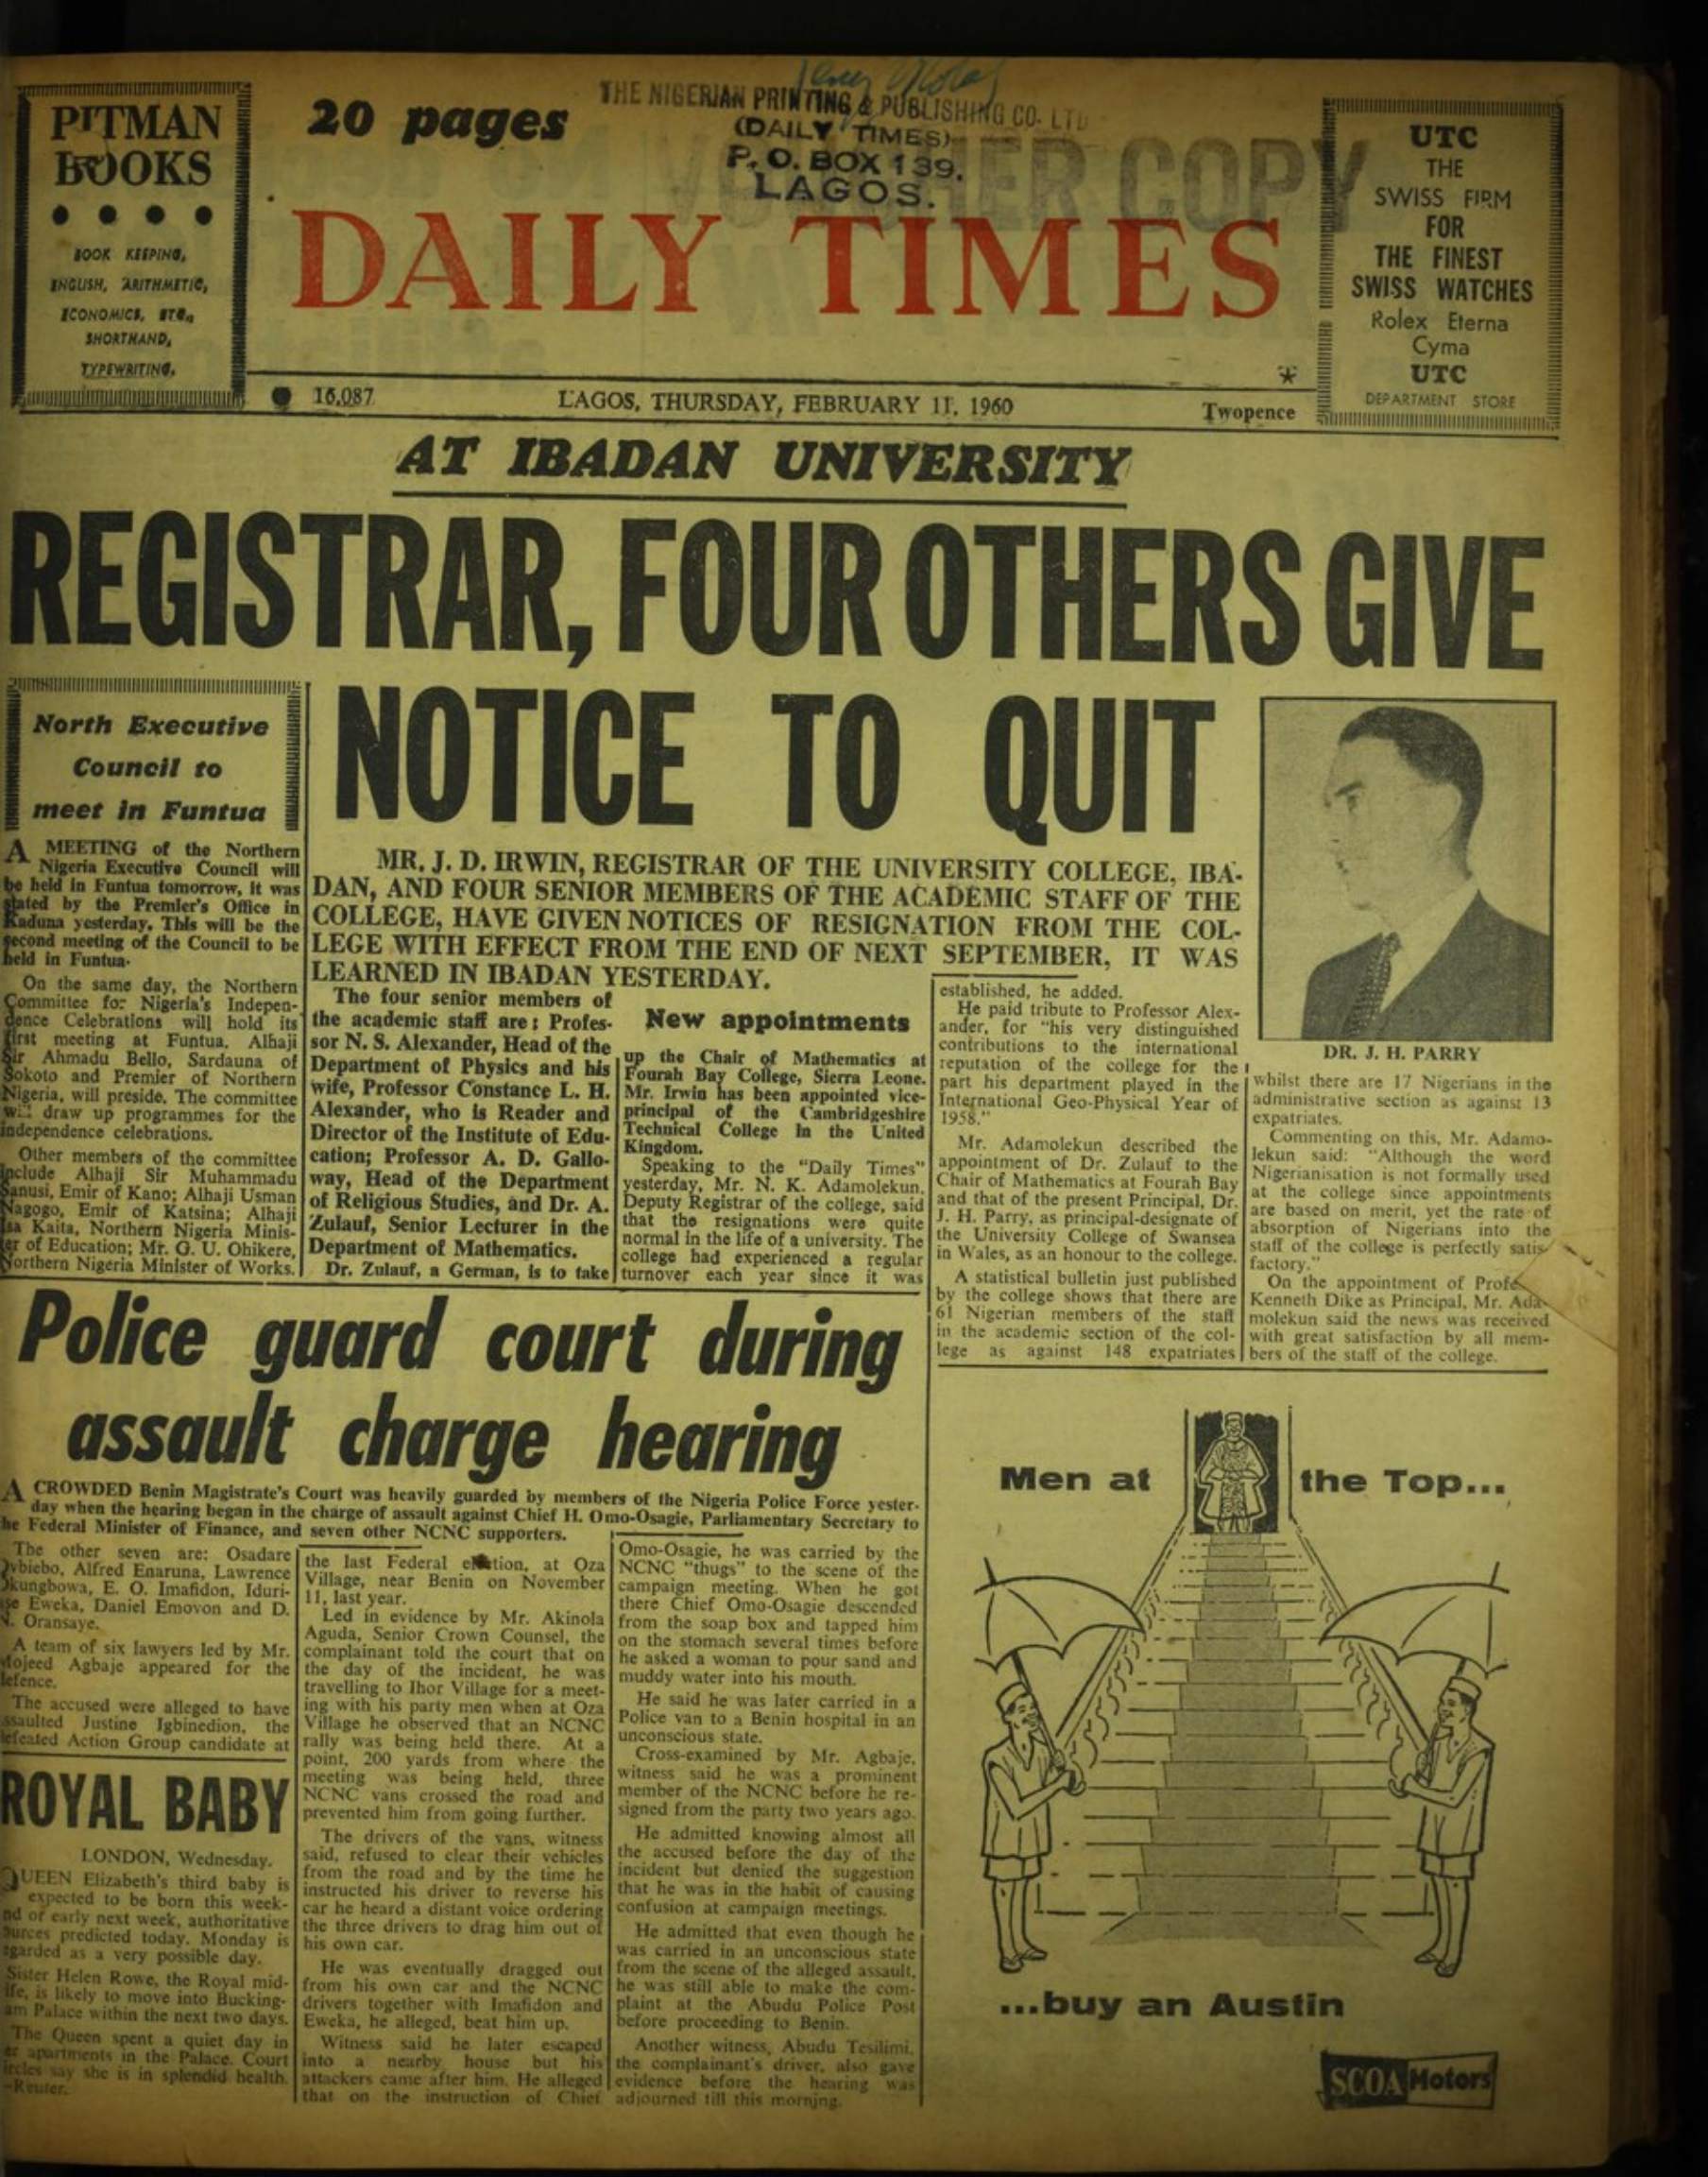 PITMAN
BOOKS
BOOK KEEPING,
ENGLISH, ARITHMETIC,
ECONOMICS, ETC.,
SHORTHAND,
TYPEWRITING.
20 pages
THE NIGERIAN PRINTING & PUBLISHING CO. LTD
(DAILY TIMES)
P. O. BOX 139,
LAGOS.
VOUCHER COPY
DAILY TIMES
UTC
THE
SWISS FIRM
FOR
THE FINEST
SWISS WATCHES
Rolex Eterna
Cyma
UTC
DEPARTMENT STORE
16,087
LAGOS, THURSDAY, FEBRUARY 11, 1960
Twopence
AT IBADAN UNIVERSITY
REGISTRAR, FOUR OTHERS GIVE
NOTICE TO QUIT
North Executive
Council to
meet in Funtua
A MEETING of the Northern
Nigeria Executive Council will
be held in Funtua tomorrow, it was
stated by the Premier's Office in
Kaduna yesterday. This will be the
second meeting of the Council to be
held in Funtua.
On the same day, the Northern
Committee for Nigeria's Indepen-
dence Celebrations will hold its
first meeting at Funtua. Alhaji
Sir Ahmadu Bello, Sardauna of
Sokoto and Premier of Northern
Nigeria, will preside. The committee
will draw up programmes for the
independence celebrations.
Other members of the committee
include Alhaji Sir Muhammadu
Sanusi, Emir of Kano; Alhaji Usman
Nagogo, Emir of Katsina; Alhaji
Isa Kaita, Northern Nigeria Minis-
ter of Education; Mr. G. U. Ohikere,
Northern Nigeria Minister of Works.
MR. J. D. IRWIN, REGISTRAR OF THE UNIVERSITY COLLEGE, IBA-
DAN, AND FOUR SENIOR MEMBERS OF THE ACADEMIC STAFF OF THE
COLLEGE, HAVE GIVEN NOTICES OF RESIGNATION FROM THE COL-
LEGE WITH EFFECT FROM THE END OF NEXT SEPTEMBER, IT WAS
LEARNED IN IBADAN YESTERDAY.
The four senior members of
the academic staff are: Profes-
sor N. S. Alexander, Head of the
Department of Physics and his
wife, Professor Constance L. H.
Alexander, who is Reader and
Director of the Institute of Edu-
cation; Professor A. D. Gallo-
way, Head of the Department
of Religious Studies, and Dr. A.
Zulauf, Senior Lecturer in the
Department of Mathematics.
Dr. Zulauf, a German, is to take
New appointments
up the Chair of Mathematics at
Fourah Bay College, Sierra Leone.
Mr. Irwin has been appointed vice-
principal of the Cambridgeshire
Technical College in the United
Kingdom.
Speaking to the "Daily Times"
yesterday, Mr. N. K. Adamolekun,
Deputy Registrar of the college, said
that the resignations were quite
normal in the life of a university. The
college had experienced a regular
turnover each year since it was
established, he added.
He paid tribute to Professor Alex-
ander, for "his very distinguished
contributions to the international
reputation of the college for the
part his department played in the
International Geo-Physical Year of
1958."
Mr. Adamolekun described the
appointment of Dr. Zulauf to the
Chair of Mathematics at Fourah Bay
and that of the present Principal, Dr.
J. H. Parry, as principal-designate of
the University College of Swansea
in Wales, as an honour to the college.
A statistical bulletin just published
by the college shows that there are
61 Nigerian members of the staff
in the academic section of the col-
lege as against 148 expatriates
DR. J. H. PARRY
whilst there are 17 Nigerians in the
administrative section as against 13
expatriates.
Commenting on this, Mr. Adamo-
lekun said: "Although the word
Nigerianisation is not formally used
at the college since appointments
are based on merit, yet the rate of
absorption of Nigerians into the
staff of the college is perfectly satis-
factory."
On the appointment of Profe
Kenneth Dike as Principal, Mr. Ada-
molekun said the news was received
with great satisfaction by all mem-
bers of the staff of the college.
Police guard court during
assault charge hearing
A CROWDED Benin Magistrate's Court was heavily guarded by members of the Nigeria Police Force yester-
day when the hearing began in the charge of assault against Chief H. Omo-Osagie, Parliamentary Secretary to
he Federal Minister of Finance, and seven other NCNC supporters.
The other seven are: Osadare
Alfred Enaruna, Lawrence
Okungbowa, E. O. Imafidon, Iduri-
Eweka, Daniel Emovon and D.
N. Oransaye.
A team of six lawyers led by Mr.
Mojeed Agbaje appeared for the
defence.
The accused were alleged to have
assaulted Justine Igbinedion, the
defeated Action Group candidate at
the last Federal election, at Oza
Village, near Benin on November
11, last year.
Led in evidence by Mr. Akinola
Aguda, Senior Crown Counsel, the
complainant told the court that on
the day of the incident, he was
travelling to Ihor Village for a meet-
ing with his party men when at Oza
Village he observed that an NCNC
rally was being held there. At a
point, 200 yards from where the
meeting was being held, three
NCNC vans crossed the road and
prevented him from going further.
The drivers of the vans, witness
said, refused to clear their vehicles
from the road and by the time he
instructed his driver to reverse his
car he heard a distant voice ordering
the three drivers to drag him out of
his own car.
He was eventually dragged out
from his own car and the NCNC
drivers together with Imafidon and
Eweka, he alleged, beat him up.
Witness said he later escaped
into a nearby house but his
attackers came after him. He alleged
that on the instruction of Chief
Omo-Osagie, he was carried by the
NCNC "thugs" to the scene of the
campaign meeting. When he got
there Chief Omo-Osagie descended
from the soap box and tapped him
on the stomach several times before
he asked a woman to pour sand and
muddy water into his mouth.
He said he was later carried in a
Police van to a Benin hospital in an
unconscious state.
Cross-examined by Mr. Agbaje,
witness said he was a prominent
member of the NCNC before he re-
signed from the party two years ago.
He admitted knowing almost all
the accused before the day of the
incident but denied the suggestion
that he was in the habit of causing
confusion at campaign meetings.
He admitted that even though he
was carried in an unconscious state
from the scene of the alleged assault,
he was still able to make the com-
plaint at the Abudu Police Post
before proceeding to Benin.
Another witness, Abudu Tesilimi,
the complainant's driver, also gave
evidence before the hearing was
adjourned till this morning.
ROYAL BABY
LONDON, Wednesday.
QUEEN Elizabeth's third baby is
expected to be born this week-
nd or early next week, authoritative
ources predicted today. Monday is
egarded as a very possible day.
Sister Helen Rowe, the Royal mid-
ife, is likely to move into Bucking-
am Palace within the next two days.
The Queen spent a quiet day in
er apartments in the Palace. Court
ircles say she is in splendid health.
—Reuter.
Men at the Top...
...buy an Austin
SCOA Motors